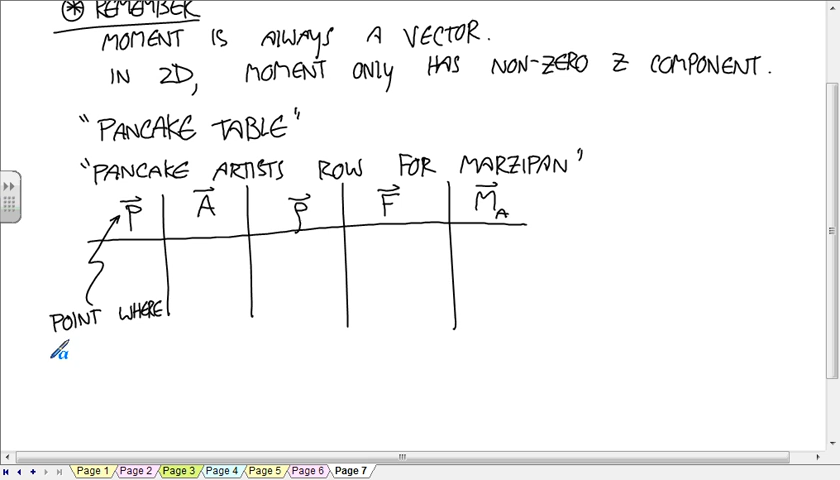 * REMEMBER
MOMENT IS ALWAYS A VECTOR.
IN 2D, MOMENT ONLY HAS NON-ZERO Z COMPONENT.
"PANCAKE TABLE"
"PANCAKE ARTISTS ROW FOR MARZIPAN"
P A ρ F M_A
POINT WHERE
Page 1 Page 2 Page 3 Page 4 Page 5 Page 6 Page 7